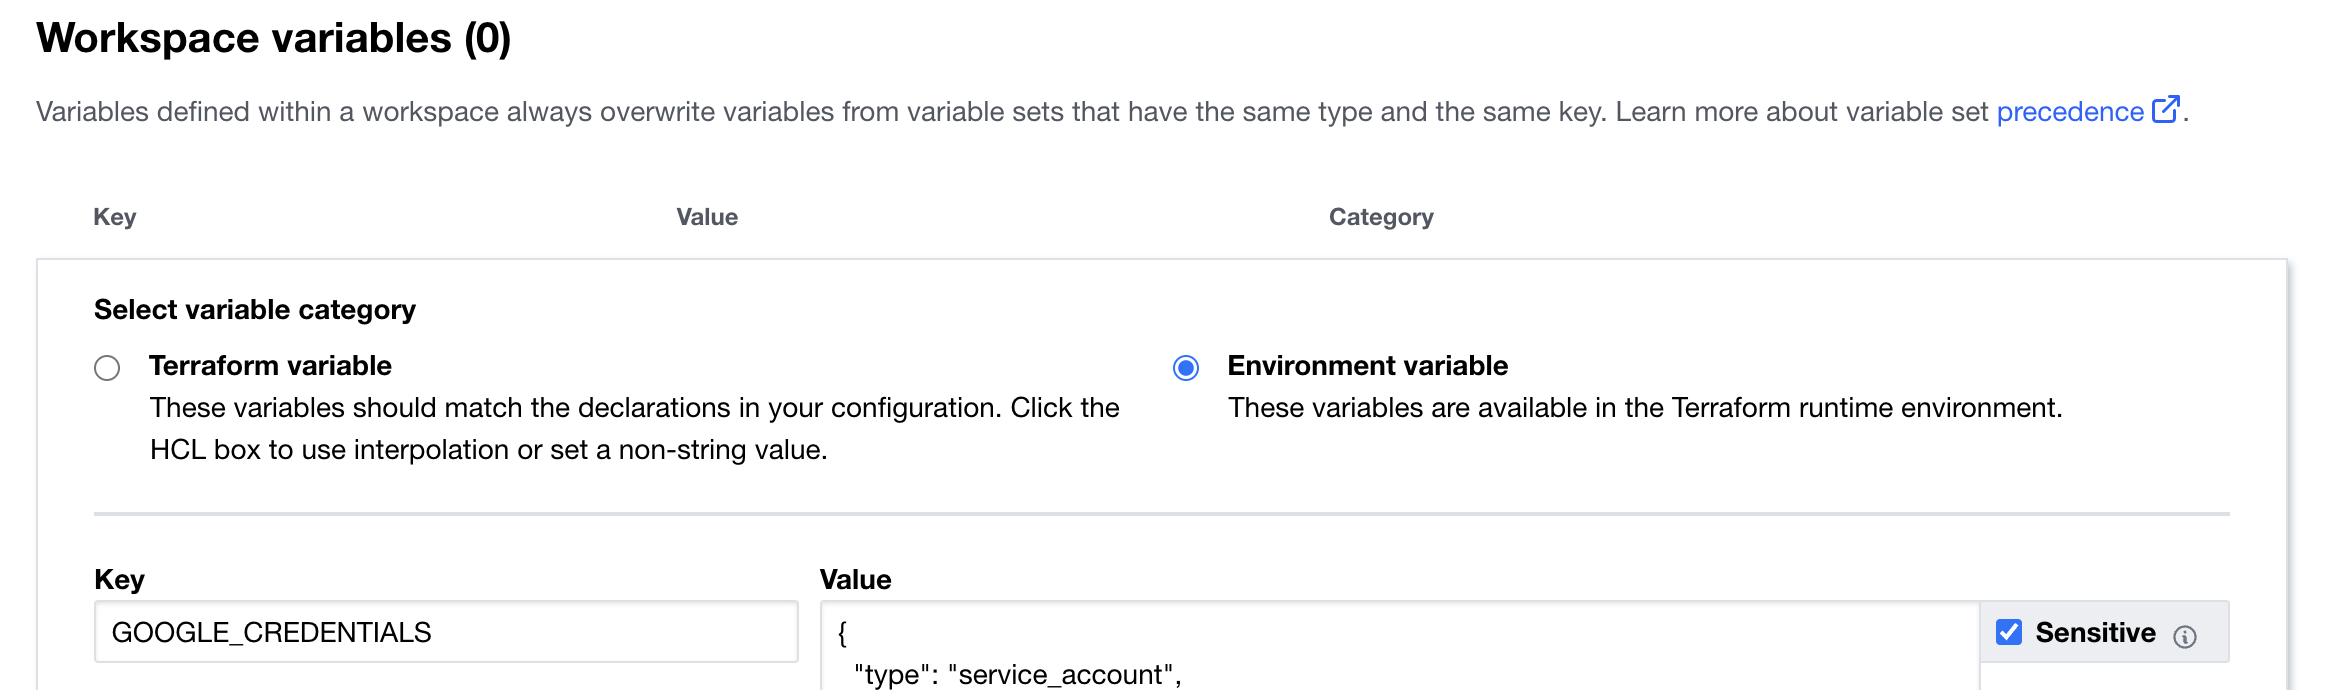 Workspace variables (0)
Variables defined within a workspace always overwrite variables from variable sets that have the same type and the same key. Learn more about variable set precedence.
Key Value Category
Select variable category
Terraform variable
These variables should match the declarations in your configuration. Click the
HCL box to use interpolation or set a non-string value.
Environment variable
These variables are available in the Terraform runtime environment.
Key
GOOGLE_CREDENTIALS
Value
{
"type": "service_account",
Sensitive